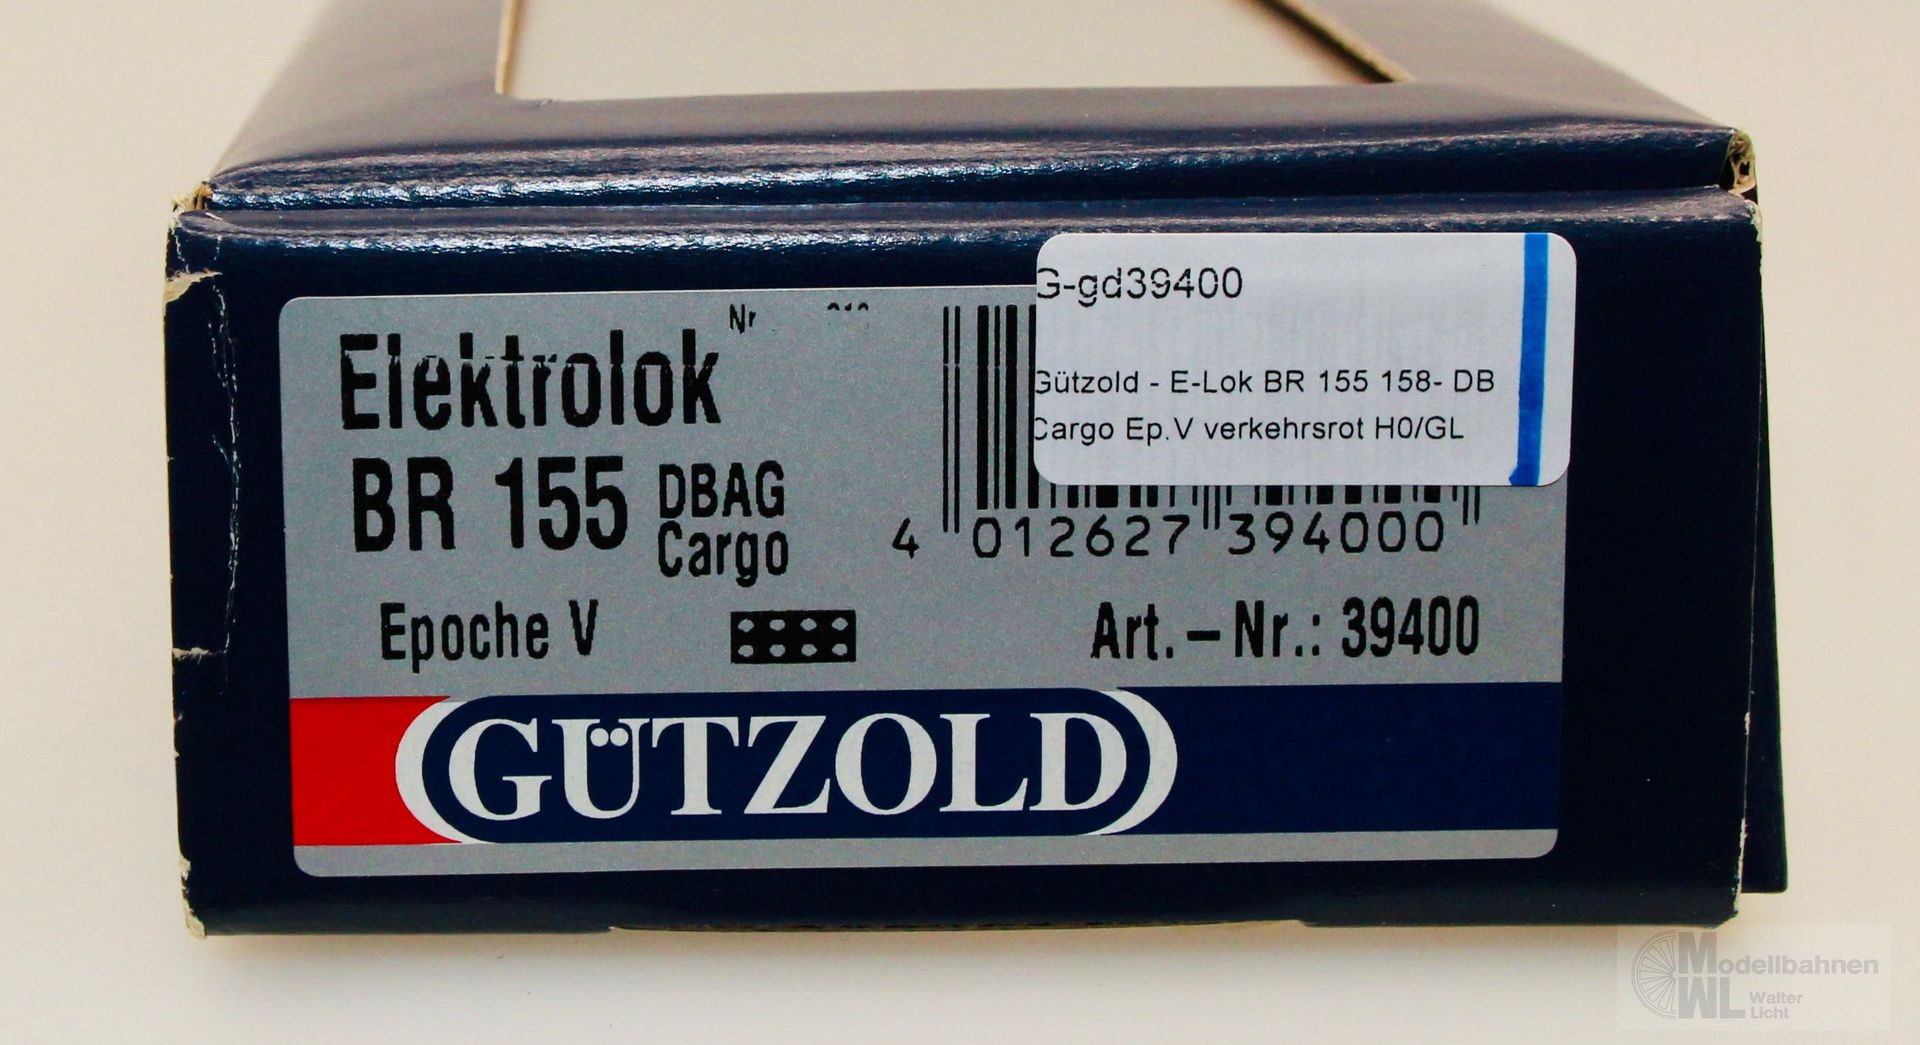 G-gd39400
Gützold - E-Lok BR 155 158- DB
Cargo Ep.V verkehrsrot H0/GL
Nr
Elektrolok
BR 155 DBAG
Cargo
4 012627 394000
Epoche V
Art.-Nr.: 39400
GÜTZOLD
Modellbahnen
WL Walter
Licht